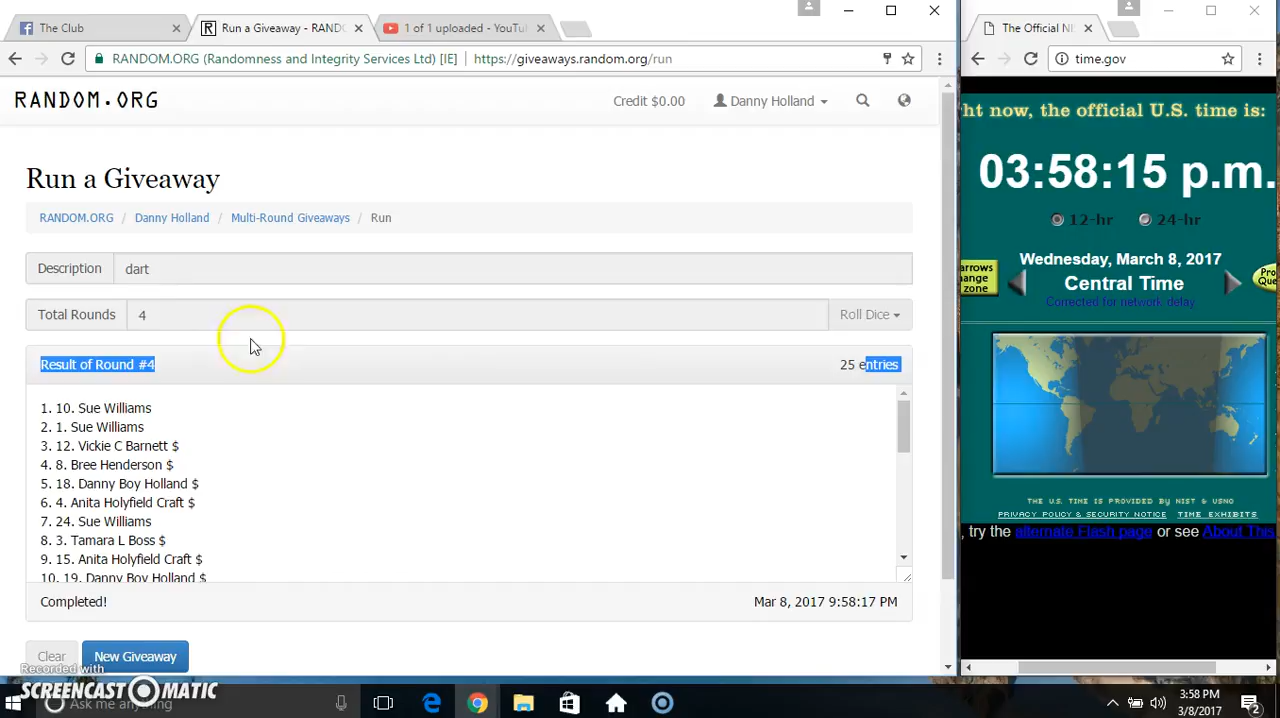 The Club
Run a Giveaway - RANDO
1 of 1 uploaded - YouTu
RANDOM.ORG (Randomness and Integrity Services Ltd) [IE]
https://giveaways.random.org/run
RANDOM.ORG
Credit $0.00
Danny Holland
Run a Giveaway
RANDOM.ORG / Danny Holland / Multi-Round Giveaways / Run
Description dart
Total Rounds 4 Roll Dice
Result of Round #4 25 entries
1. 10. Sue Williams
2. 1. Sue Williams
3. 12. Vickie C Barnett $
4. 8. Bree Henderson $
5. 18. Danny Boy Holland $
6. 4. Anita Holyfield Craft $
7. 24. Sue Williams
8. 3. Tamara L Boss $
9. 15. Anita Holyfield Craft $
10. 19. Danny Boy Holland $
Completed! Mar 8, 2017 9:58:17 PM
Clear New Giveaway
Recorded with
SCREENCAST-O-MATIC
Ask me anything
The Official NI
time.gov
ht now, the official U.S. time is:
03:58:15 p.m.
12-hr 24-hr
Wednesday, March 8, 2017
Central Time
Corrected for network delay
arrows
hange
zone
Pro
Que
THE U.S. TIME IS PROVIDED BY NIST & USNO
PRIVACY POLICY & SECURITY NOTICE TIME EXHIBITS
, try the alternate Flash page or see About This
3:58 PM
3/8/2017
2